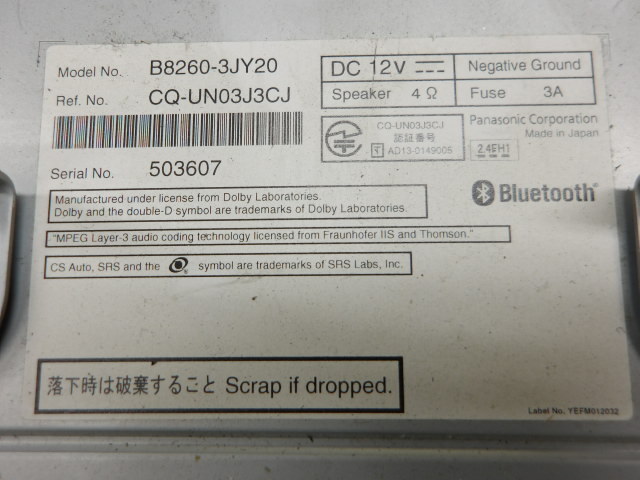 Model No. B8260-3JY20
Ref. No. CQ-UN03J3CJ
Serial No. 503607
DC 12V Negative Ground
Speaker 4 Ω Fuse 3A
CQ-UN03J3CJ
認証番号
T AD13-0149005
Panasonic Corporation
Made in Japan
2.4FH1
Bluetooth®
Manufactured under license from Dolby Laboratories.
Dolby and the double-D symbol are trademarks of Dolby Laboratories.
"MPEG Layer-3 audio coding technology licensed from Fraunhofer IIS and Thomson."
CS Auto, SRS and the symbol are trademarks of SRS Labs, Inc.
落下時は破棄すること Scrap if dropped.
Label No. YEFM012032